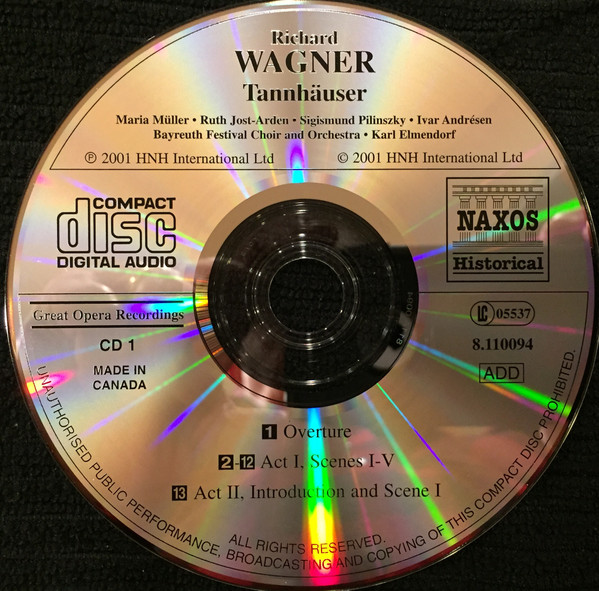 Richard
WAGNER
Tannhäuser
Maria Müller • Ruth Jost-Arden • Sigismund Pilinszky • Ivar Andrésen
Bayreuth Festival Choir and Orchestra • Karl Elmendorf
℗ 2001 HNH International Ltd © 2001 HNH International Ltd
COMPACT
disc
DIGITAL AUDIO
NAXOS
Historical
Great Opera Recordings
CD 1
MADE IN
CANADA
LC 05537
8.110094
ADD
1 Overture
2-12 Act I, Scenes I-V
13 Act II, Introduction and Scene I
UNAUTHORISED PUBLIC PERFORMANCE, BROADCASTING AND COPYING OF THIS COMPACT DISC PROHIBITED.
ALL RIGHTS RESERVED.